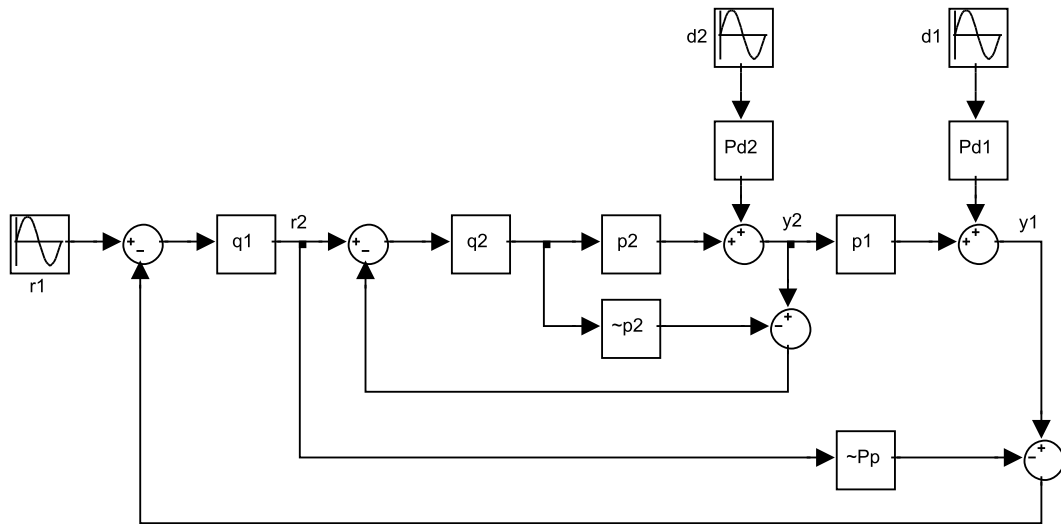 d2
d1
Pd2
Pd1
r1
+
−
q1
r2
+
−
q2
p2
+
+
y2
p1
+
+
y1
~p2
−
+
~Pp
−
+